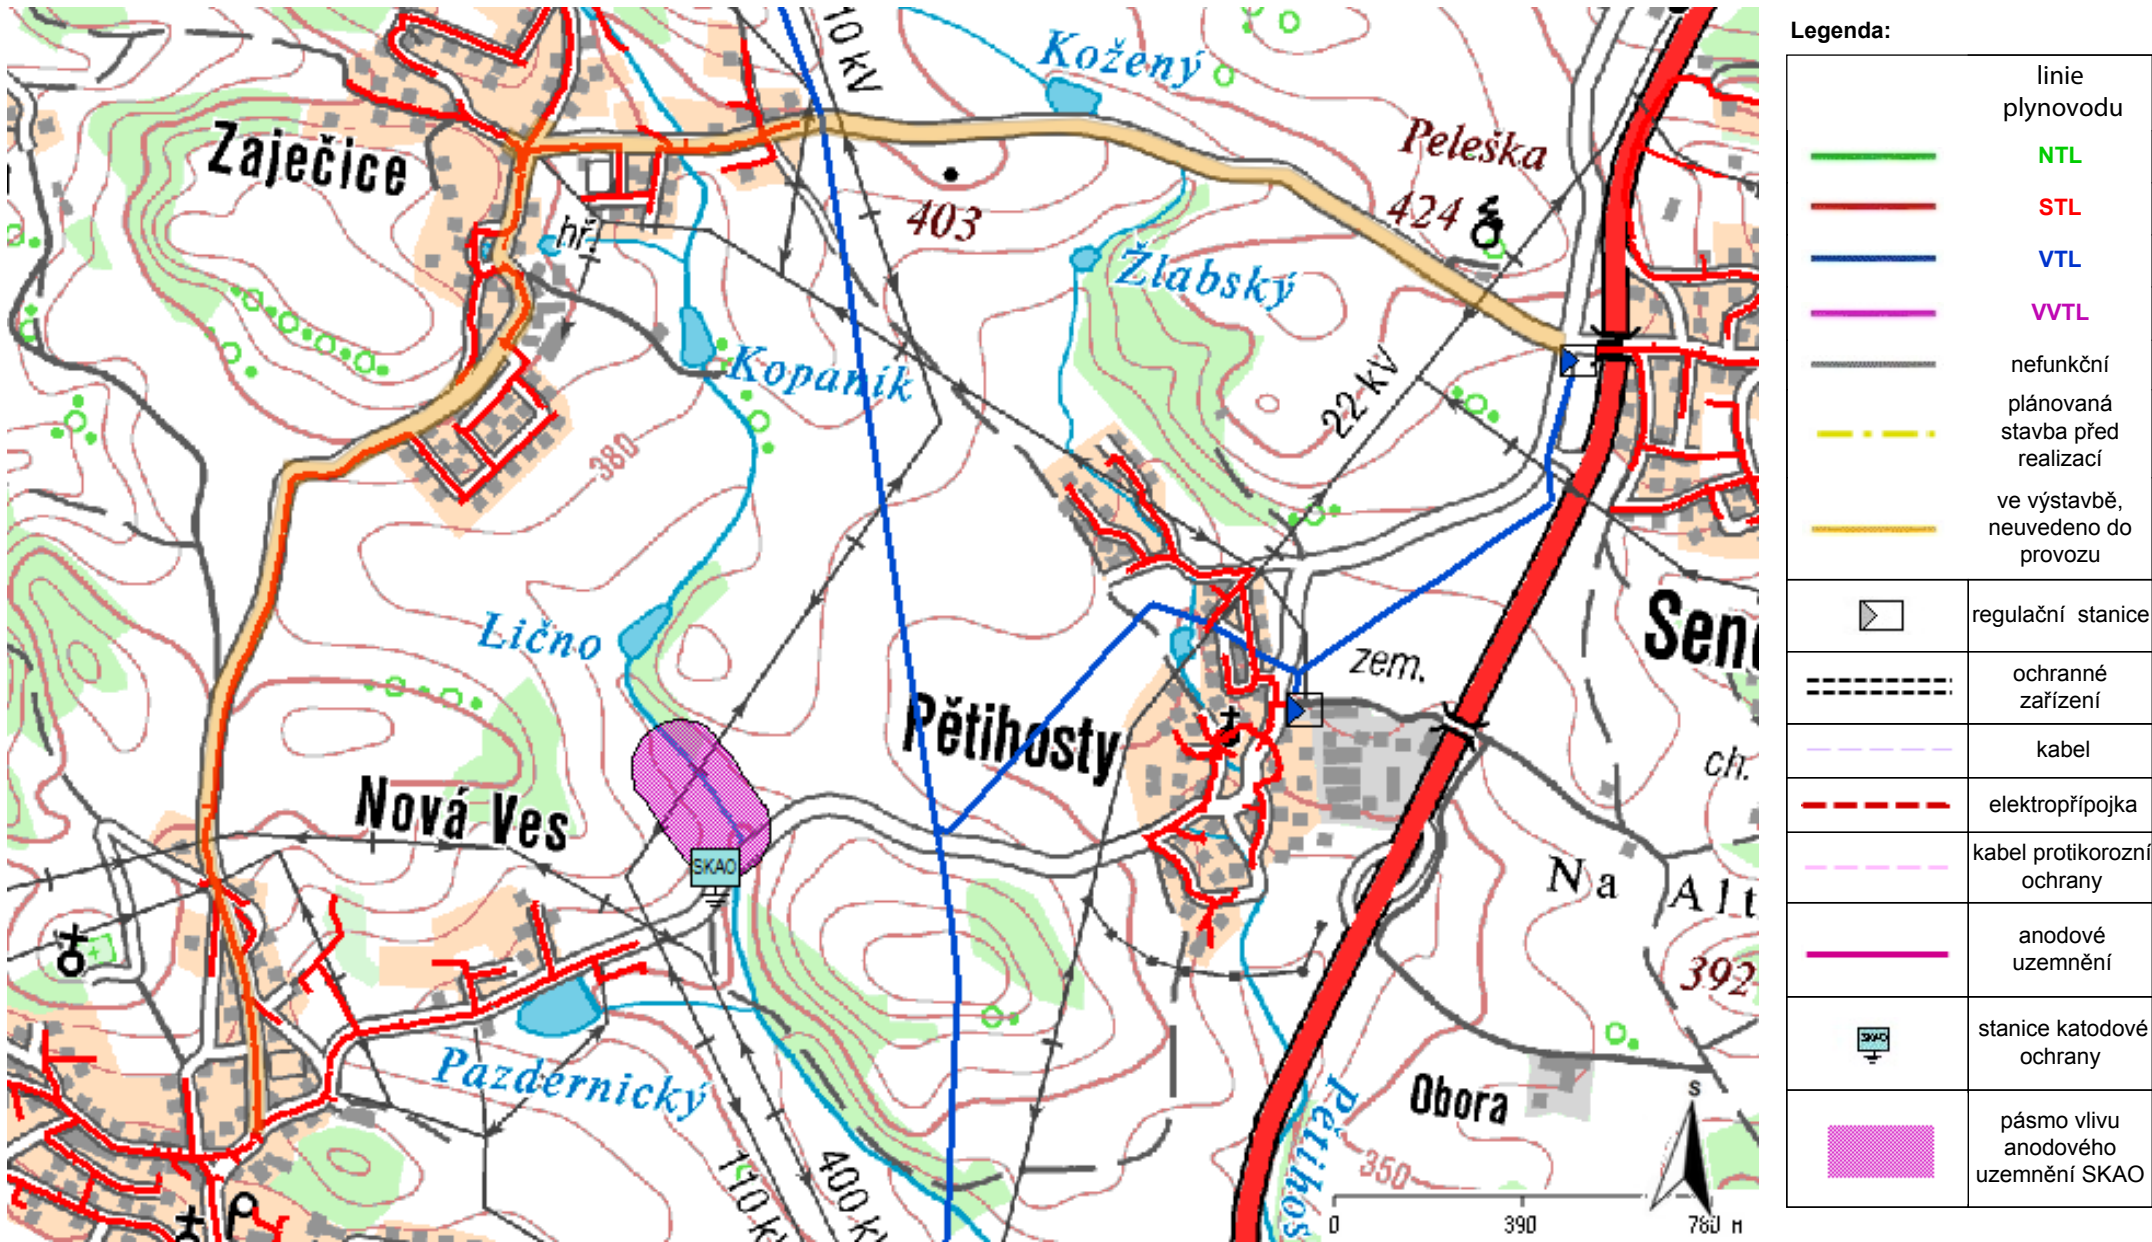 10 kV
Kožený
Zaječice
Peleška
424
403
hř.
Žlabský
Kopaník
22 kV
380
Lično
Sen
zem.
Pětihosty
ch.
Nová Ves
SKAO
Na
Alt
392
Pazdernický
Obora
Pětihos
350
110 kV
400 kV
S
0
390
780 m
Legenda:
linie
plynovodu
NTL
STL
VTL
VVTL
nefunkční
plánovaná
stavba před
realizací
ve výstavbě,
neuvedeno do
provozu
regulační stanice
ochranné
zařízení
kabel
elektropřípojka
kabel protikorozní
ochrany
anodové
uzemnění
SKAO
stanice katodové
ochrany
pásmo vlivu
anodového
uzemnění SKAO